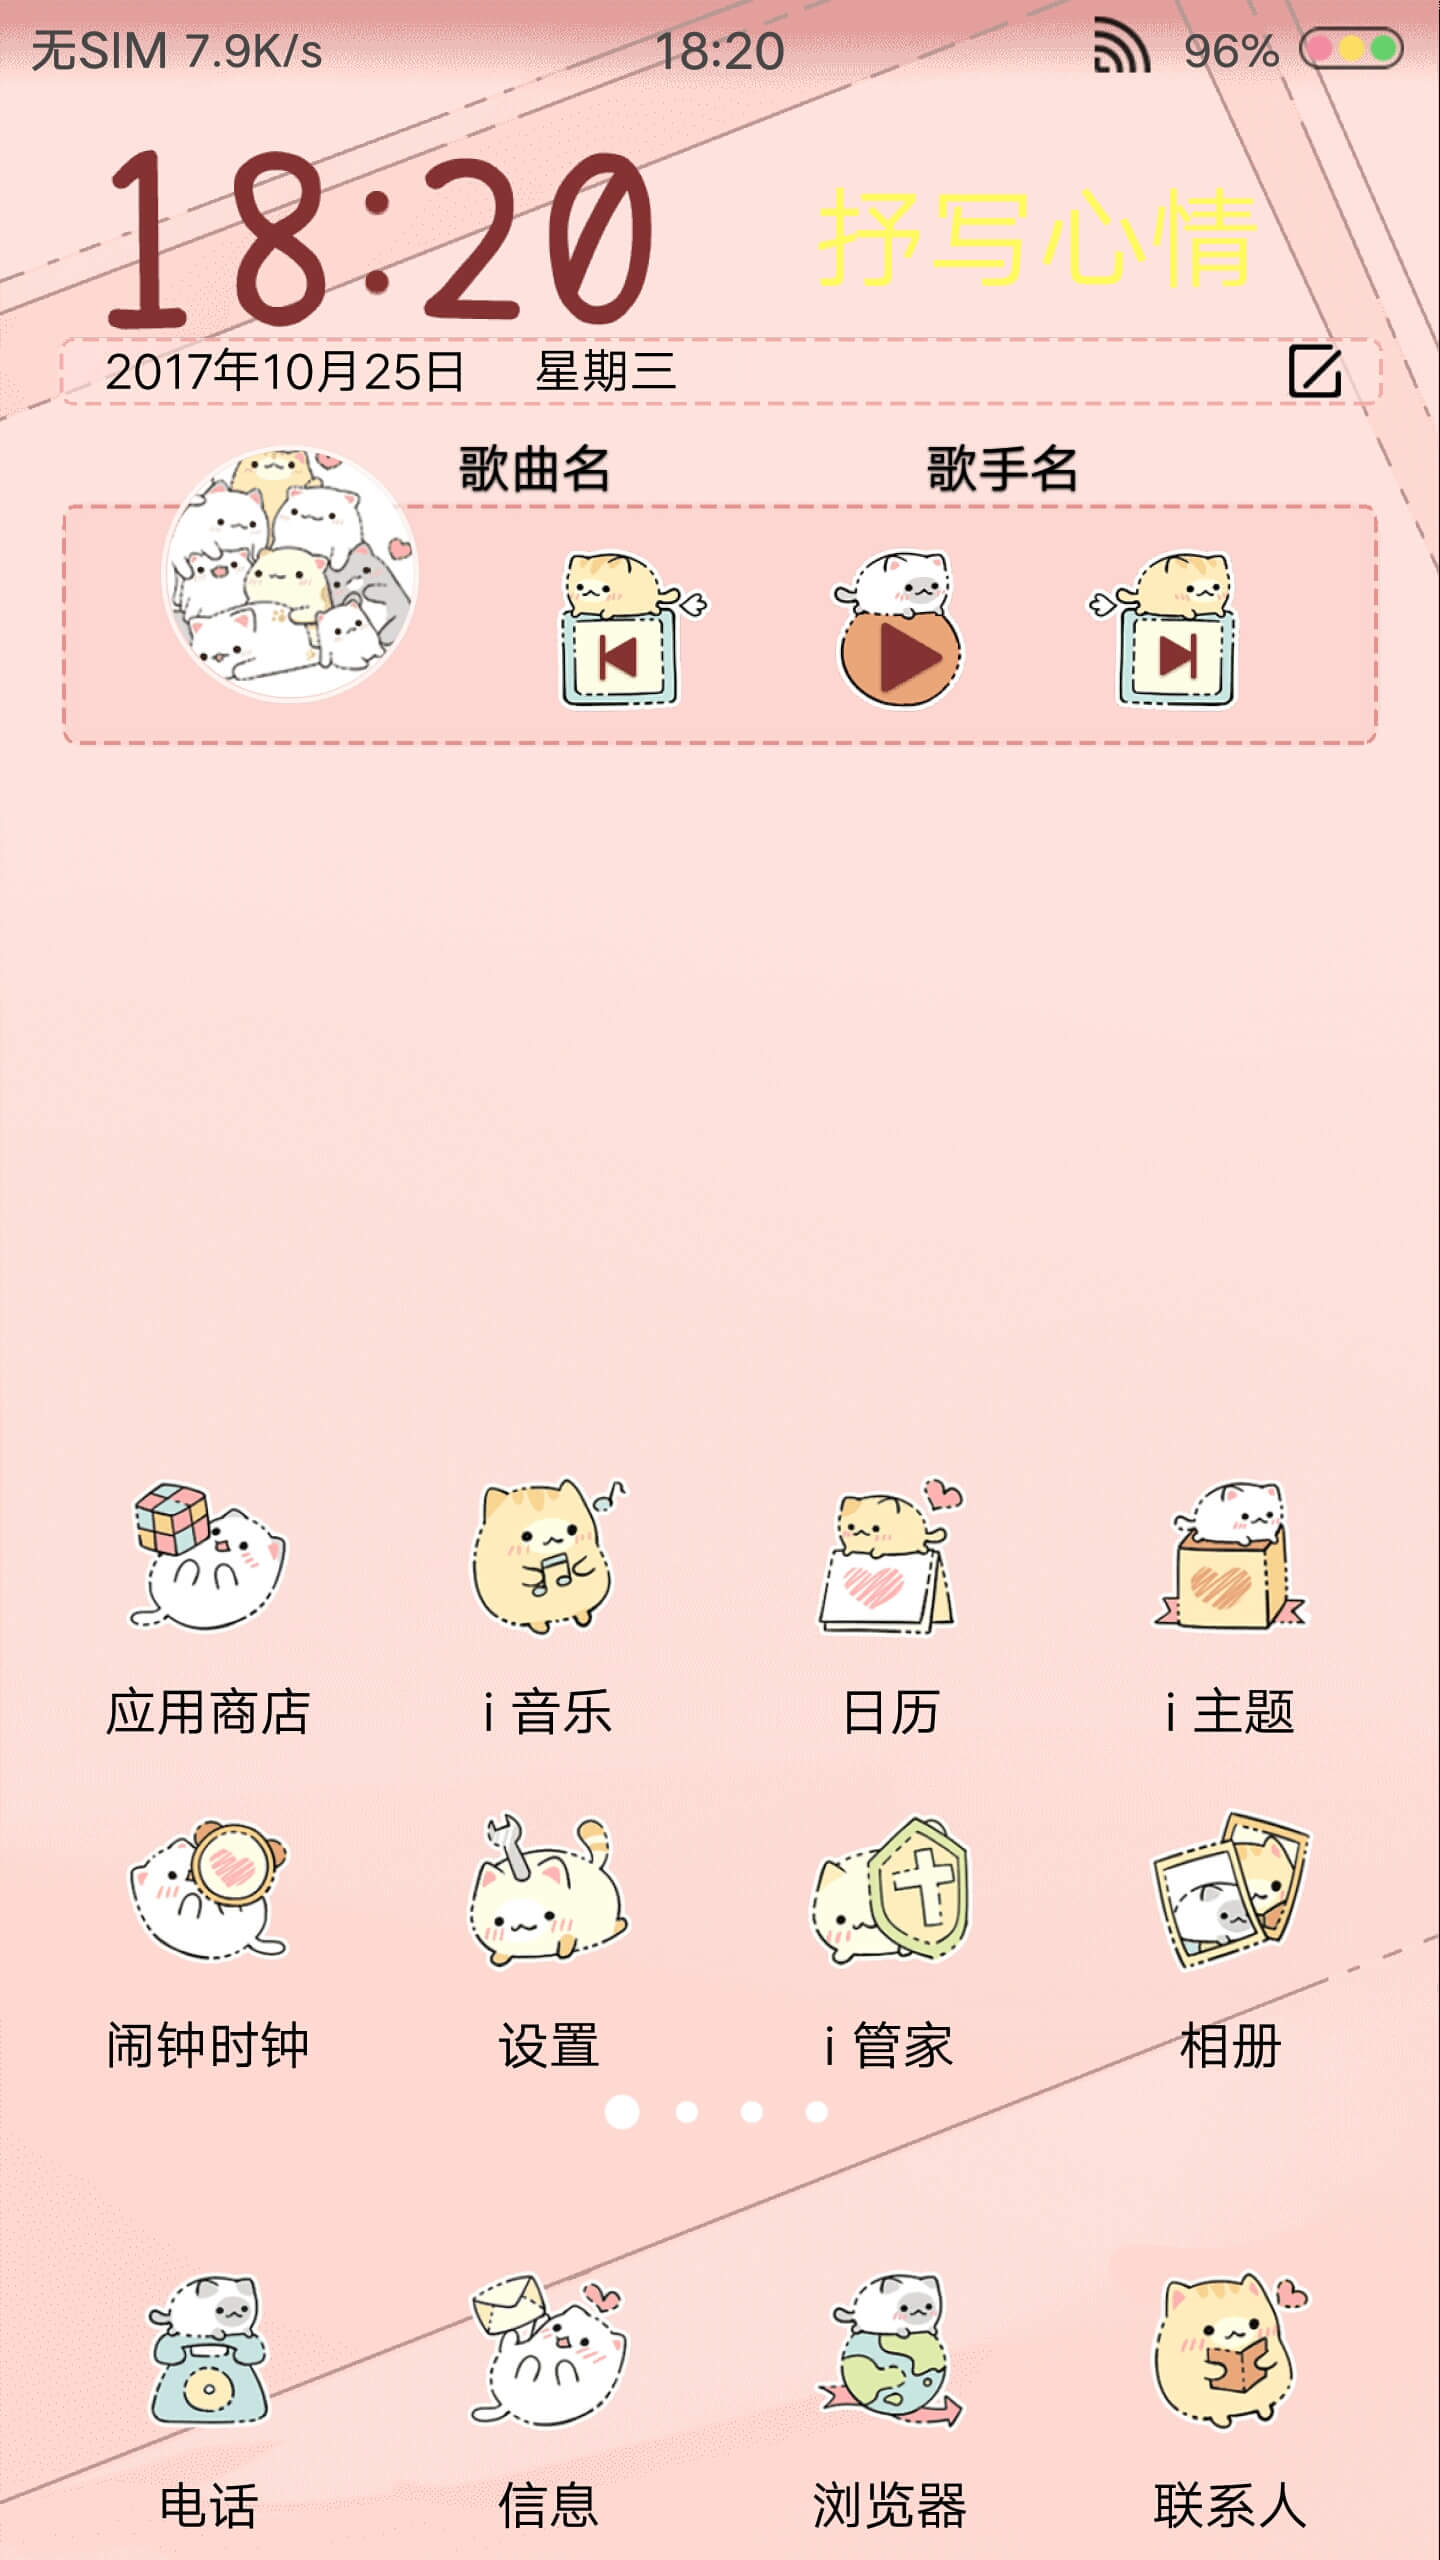 无SIM 7.9K/s 18:20 96%
18:20
抒写心情
2017年10月25日 星期三
歌曲名 歌手名
应用商店 i 音乐 日历 i 主题
闹钟时钟 设置 i 管家 相册
电话 信息 浏览器 联系人